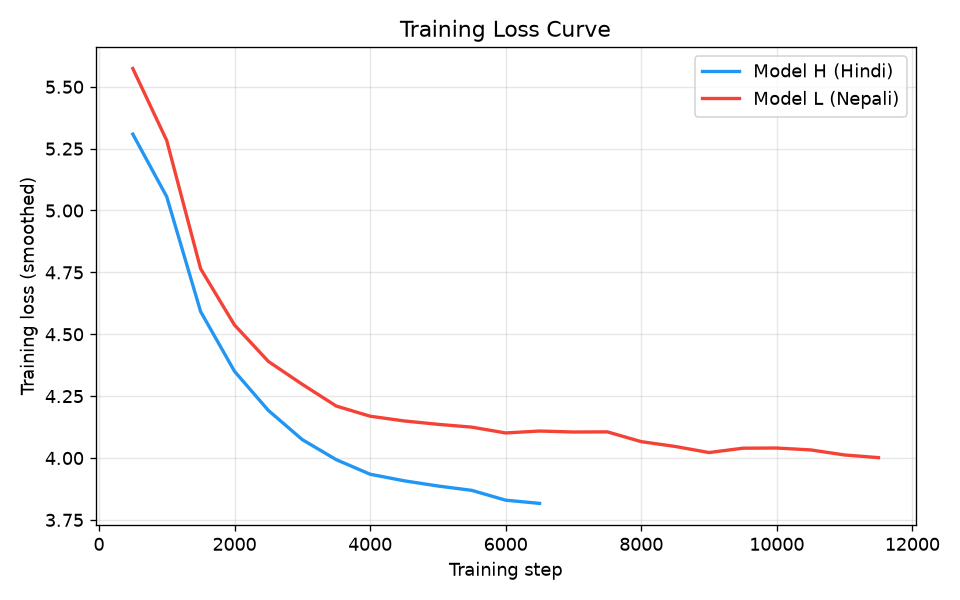 Training Loss Curve
Model H (Hindi)
Model L (Nepali)
Training loss (smoothed)
5.50
5.25
5.00
4.75
4.50
4.25
4.00
3.75
0 2000 4000 6000 8000 10000 12000
Training step